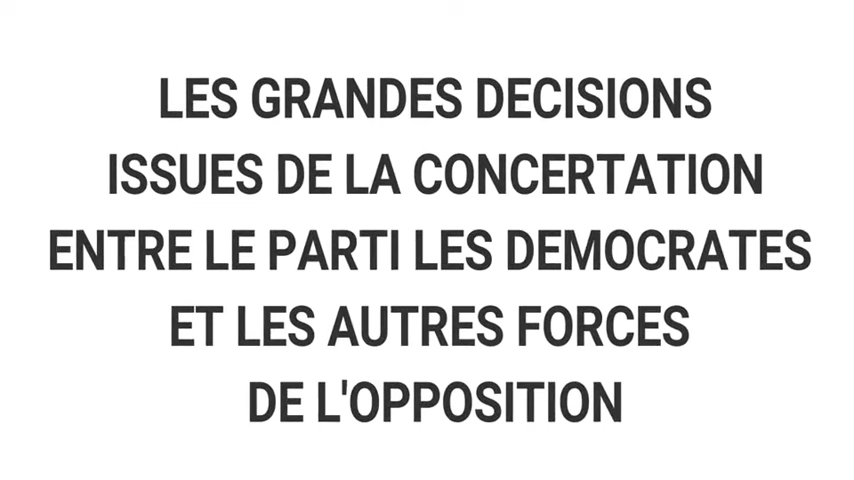 LES GRANDES DECISIONS
ISSUES DE LA CONCERTATION
ENTRE LE PARTI LES DEMOCRATES
ET LES AUTRES FORCES
DE L'OPPOSITION